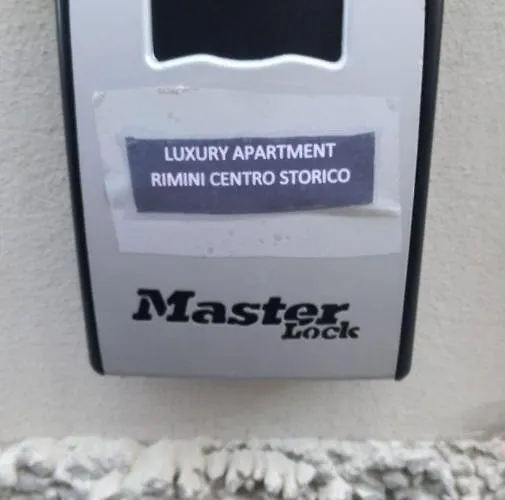 LUXURY APARTMENT
RIMINI CENTRO STORICO
Master
Lock